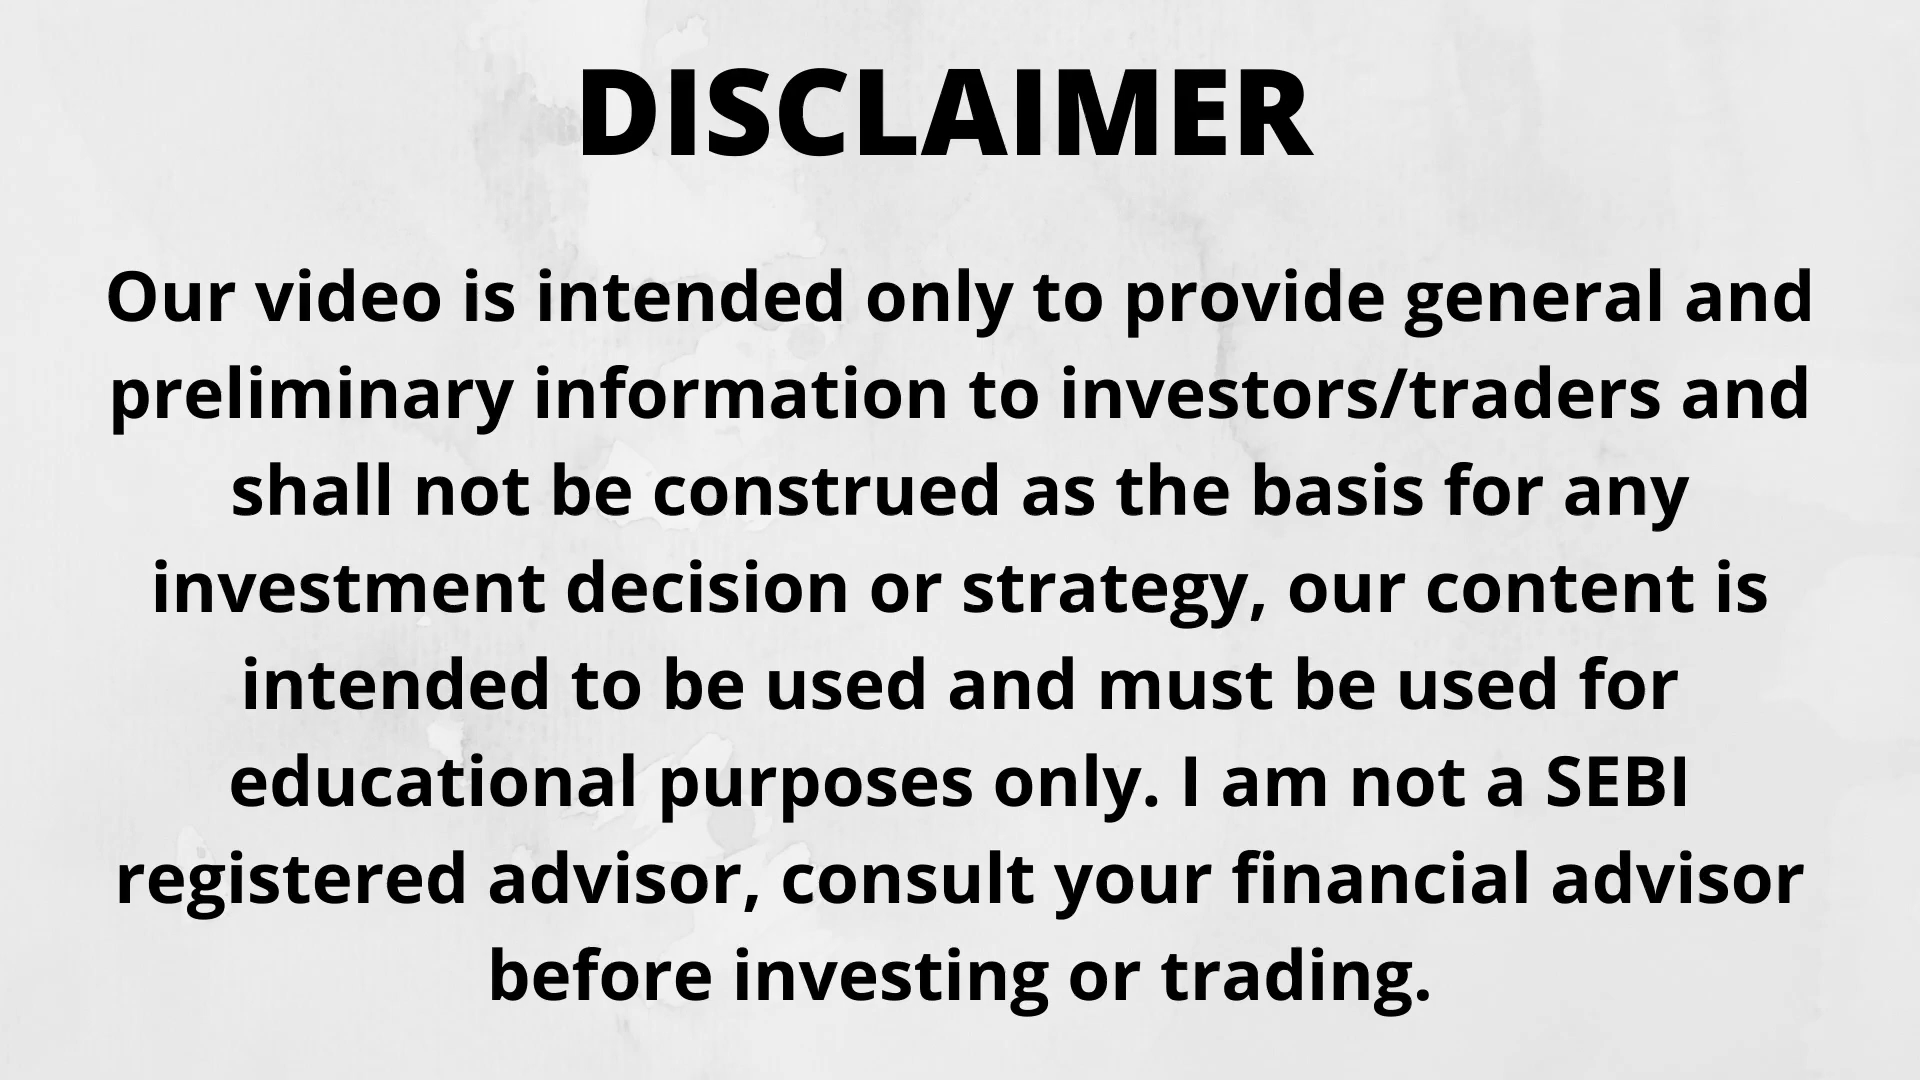 DISCLAIMER
Our video is intended only to provide general and
preliminary information to investors/traders and
shall not be construed as the basis for any
investment decision or strategy, our content is
intended to be used and must be used for
educational purposes only. I am not a SEBI
registered advisor, consult your financial advisor
before investing or trading.